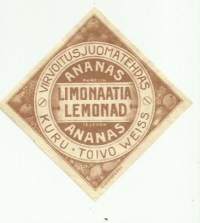 VIRVOITUSJUOMATEHDAS
ANANAS
LIMONAATIA
LEMONAD
ANANAS
KURU • TOIVO WEISS